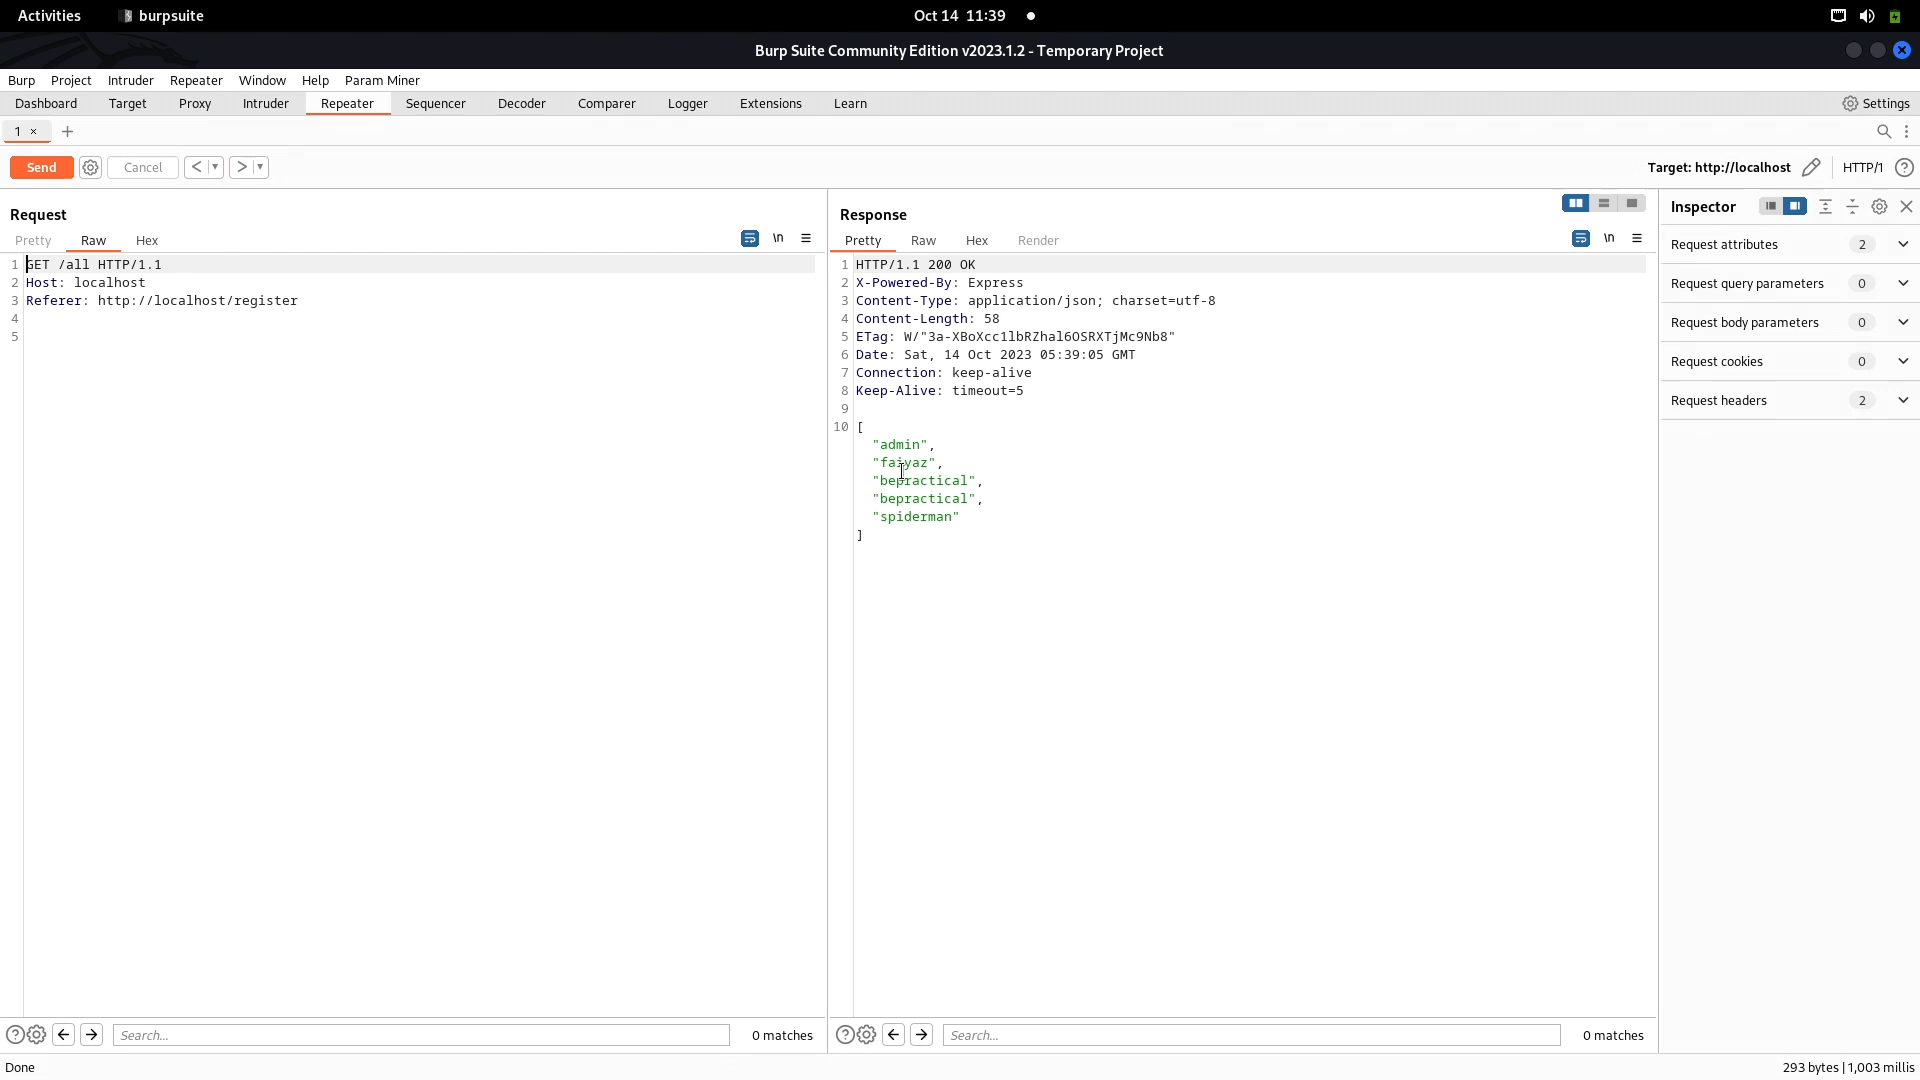 Activities burpsuite Oct 14 11:39
Burp Suite Community Edition v2023.1.2 - Temporary Project
Burp Project Intruder Repeater Window Help Param Miner
Dashboard Target Proxy Intruder Repeater Sequencer Decoder Comparer Logger Extensions Learn Settings
1 × +
Send Cancel < > Target: http://localhost HTTP/1 ?
Request
Pretty Raw Hex \n
1 GET /all HTTP/1.1
2 Host: localhost
3 Referer: http://localhost/register
4
5
Response
Pretty Raw Hex Render \n
1 HTTP/1.1 200 OK
2 X-Powered-By: Express
3 Content-Type: application/json; charset=utf-8
4 Content-Length: 58
5 ETag: W/"3a-XBoXcc1lbRZhal6OSRXTjMc9Nb8"
6 Date: Sat, 14 Oct 2023 05:39:05 GMT
7 Connection: keep-alive
8 Keep-Alive: timeout=5
9
10 [
"admin",
"faiyaz",
"bepractical",
"bepractical",
"spiderman"
]
Inspector
Request attributes 2
Request query parameters 0
Request body parameters 0
Request cookies 0
Request headers 2
? Search... 0 matches
? Search... 0 matches
Done 293 bytes | 1,003 millis